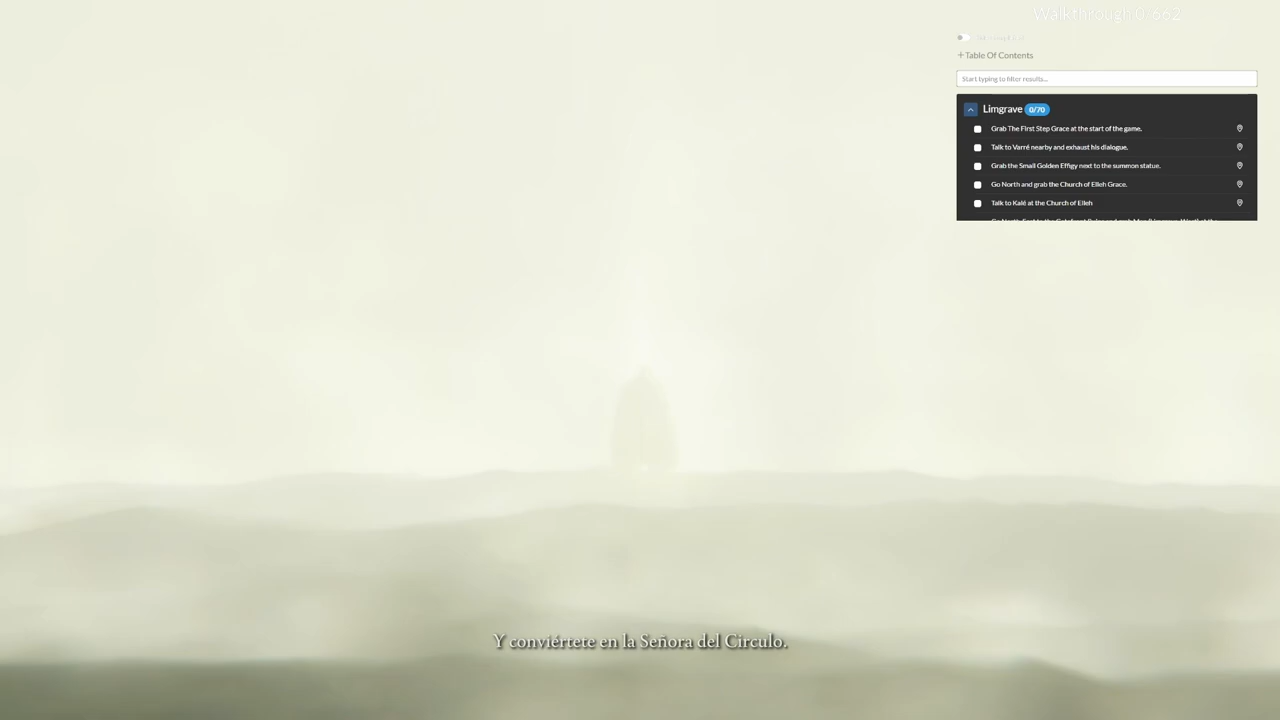 Walkthrough 0/562
+Table Of Contents
Start typing to filter results...
Limgrave 0/70
Grab The First Step Grace at the start of the game.
Talk to Varré nearby and exhaust his dialogue.
Grab the Small Golden Effigy next to the summon statue.
Go North and grab the Church of Elleh Grace.
Talk to Kalé at the Church of Elleh
Y conviértete en la Señora del Circulo.